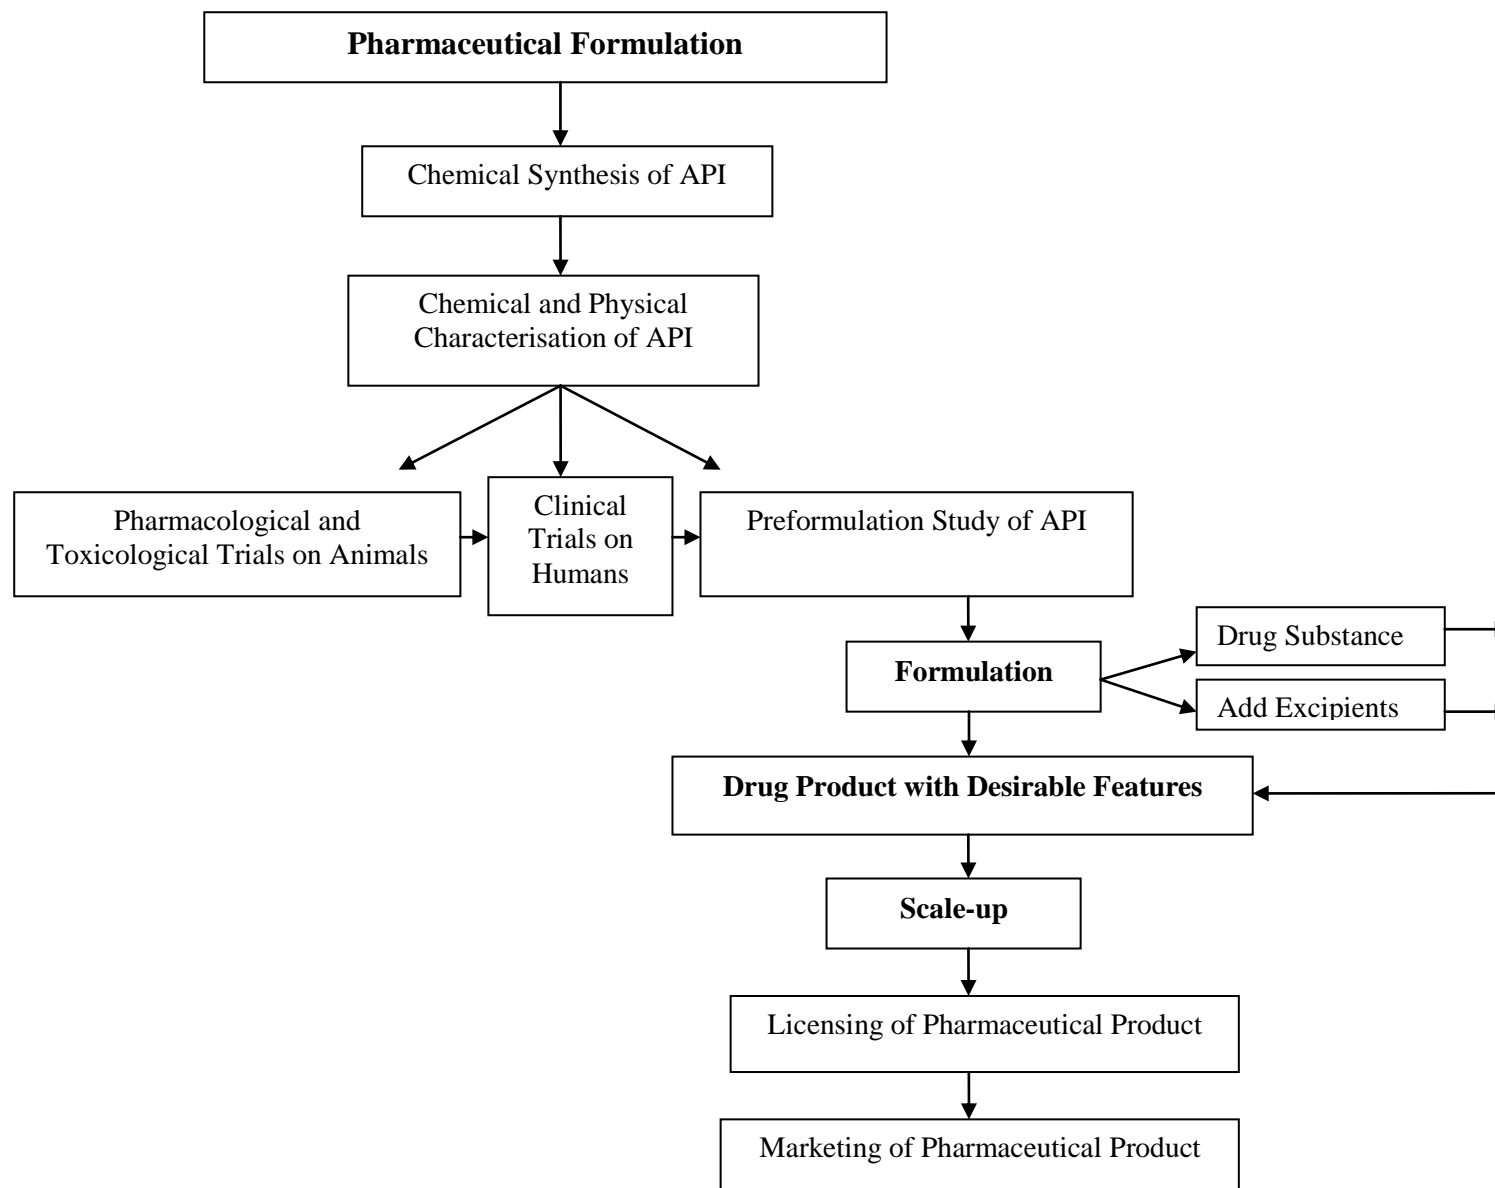 Pharmaceutical Formulation
Chemical Synthesis of API
Chemical and Physical
Characterisation of API
Pharmacological and
Toxicological Trials on Animals
Clinical
Trials on
Humans
Preformulation Study of API
Drug Substance
Formulation
Add Excipients
Drug Product with Desirable Features
Scale-up
Licensing of Pharmaceutical Product
Marketing of Pharmaceutical Product